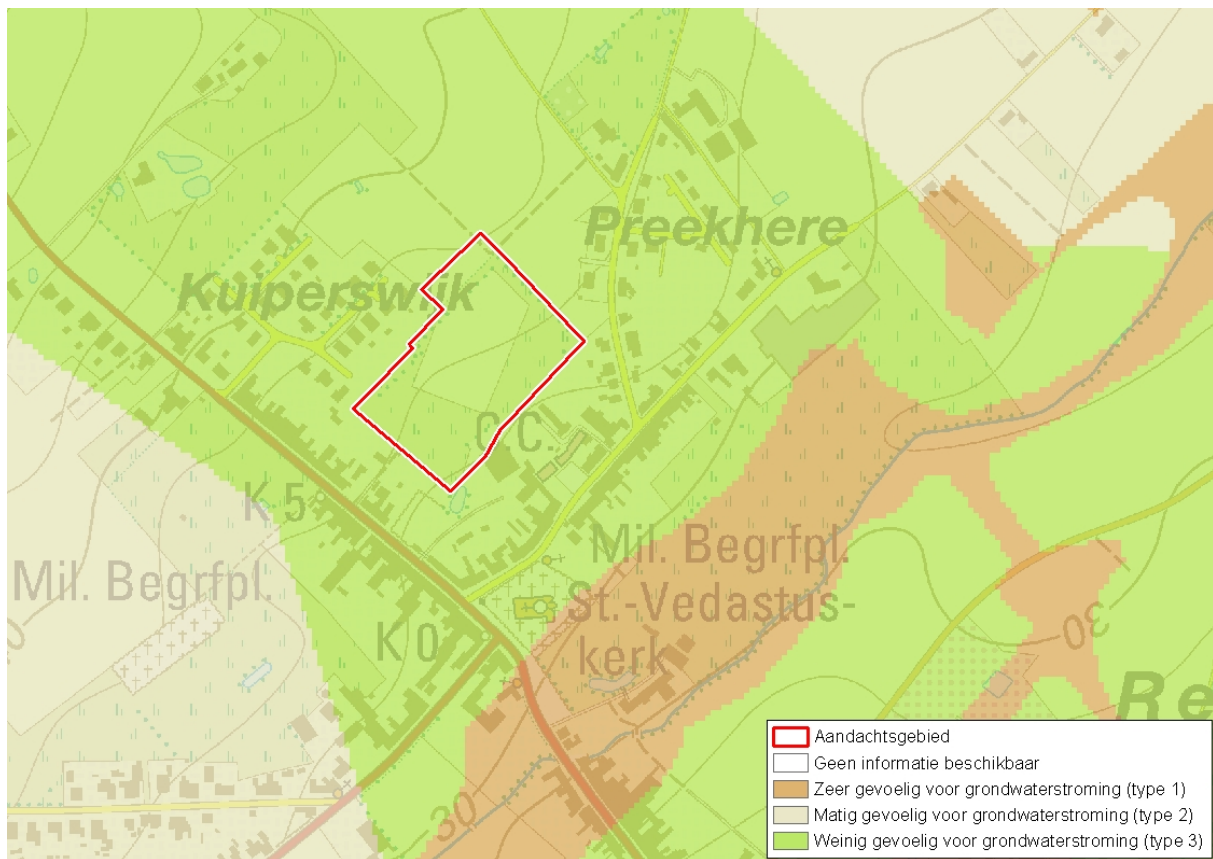 Preekhere
Kuiperswijk
C.C.
K 5
Mil. Begrfpl.
St.-Vedastus-
kerk
Mil. Begrfpl.
K 0
30
30
Re
Aandachtsgebied
Geen informatie beschikbaar
Zeer gevoelig voor grondwaterstroming (type 1)
Matig gevoelig voor grondwaterstroming (type 2)
Weinig gevoelig voor grondwaterstroming (type 3)